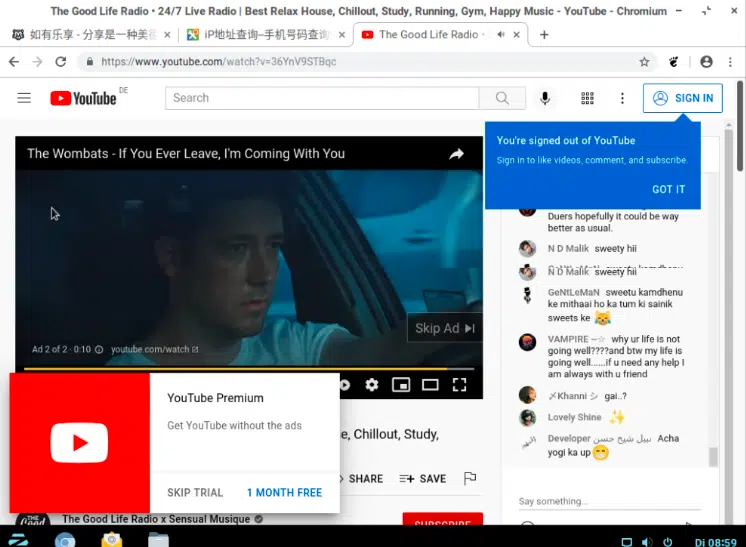 The Good Life Radio • 24/7 Live Radio | Best Relax House, Chillout, Study, Running, Gym, Happy Music - YouTube - Chromium
如有乐享 - 分享是一种美
iP地址查询--手机号码查询
The Good Life Radio •
https://www.youtube.com/watch?v=36YnV9STBqc
YouTube DE
Search
SIGN IN
You're signed out of YouTube
Sign in to like videos, comment, and subscribe.
GOT IT
The Wombats - If You Ever Leave, I'm Coming With You
Skip Ad
Ad 2 of 2 · 0:10
youtube.com/watch
Duers hopefully it could be way
better as usual.
N D Malik sweety hii
N D Malik sweety hii
GeNtLeMaN sweetu kamdhenu
ke mithaai ho ka tum ki sainik
sweets ke 😹
VAMPIRE ~☆ why ur life is not
going well????and btw my life is
going well......if u need any help I
am always with u friend
〆Khanni シ gai..?
Lovely Shine ✨
Developer نبيل شيخ حسن Acha
yogi ka up😁
Say something...
YouTube Premium
Get YouTube without the ads
SKIP TRIAL
1 MONTH FREE
e, Chillout, Study,
SHARE
SAVE
THE
Good
The Good Life Radio x Sensual Musique
SUBSCRIBE
Di 08:59